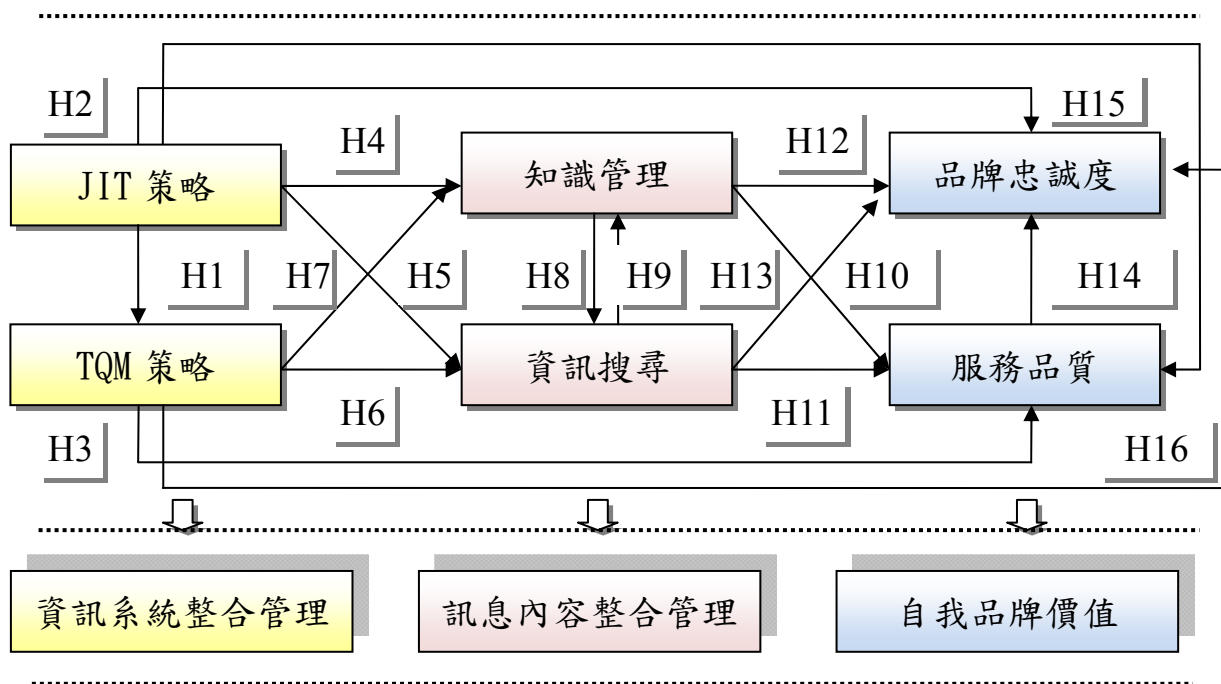 H2
H15
H4
H12
JIT 策略
知識管理
品牌忠誠度
H1
H7
H5
H8
H9
H13
H10
H14
TQM 策略
資訊搜尋
服務品質
H6
H11
H3
H16
資訊系統整合管理
訊息內容整合管理
自我品牌價值